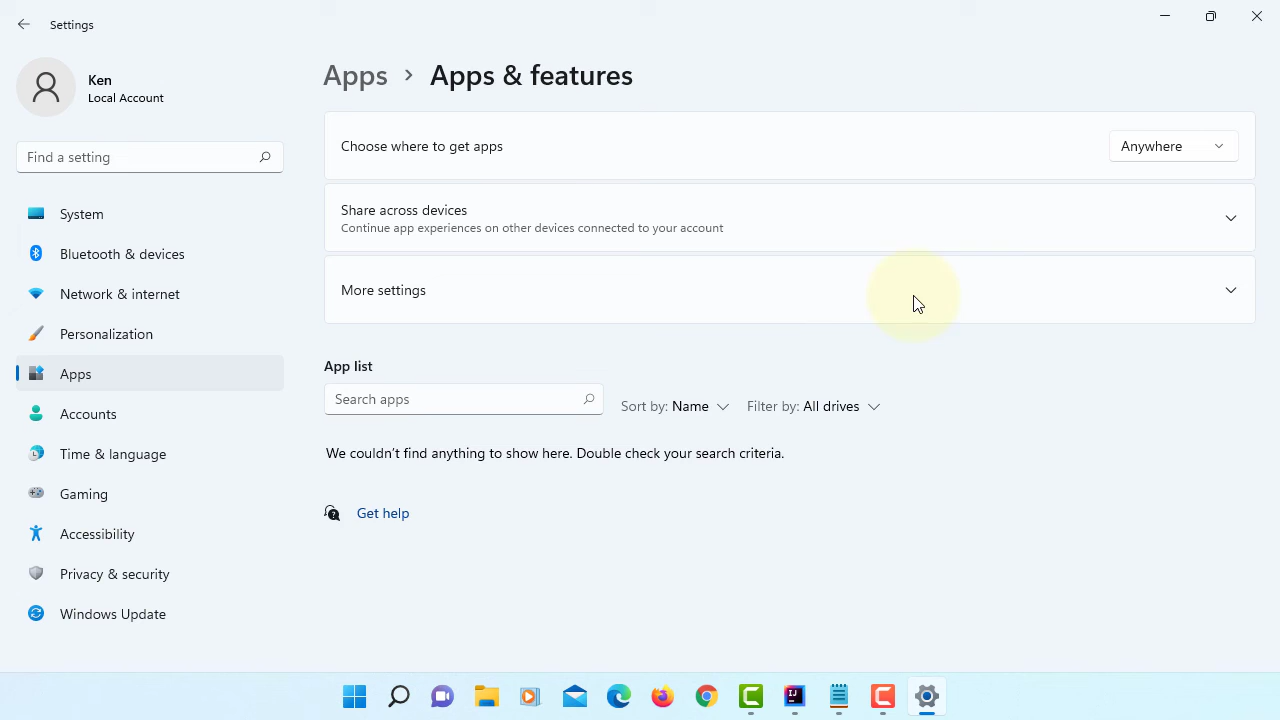 Settings
Ken
Local Account
Find a setting
System
Bluetooth & devices
Network & internet
Personalization
Apps
Accounts
Time & language
Gaming
Accessibility
Privacy & security
Windows Update
Apps › Apps & features
Choose where to get apps
Anywhere
Share across devices
Continue app experiences on other devices connected to your account
More settings
App list
Search apps
Sort by: Name
Filter by: All drives
We couldn't find anything to show here. Double check your search criteria.
Get help